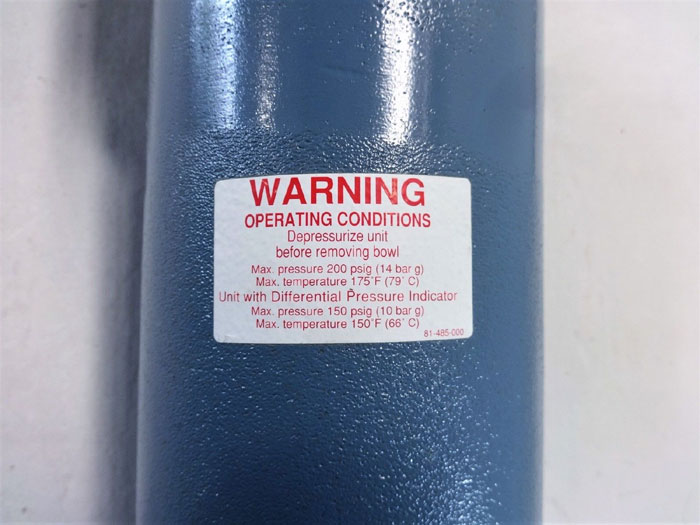 WARNING
OPERATING CONDITIONS
Depressurize unit
before removing bowl
Max. pressure 200 psig (14 bar g)
Max. temperature 175°F (79° C)
Unit with Differential Pressure Indicator
Max. pressure 150 psig (10 bar g)
Max. temperature 150°F (66° C)
81-485-000